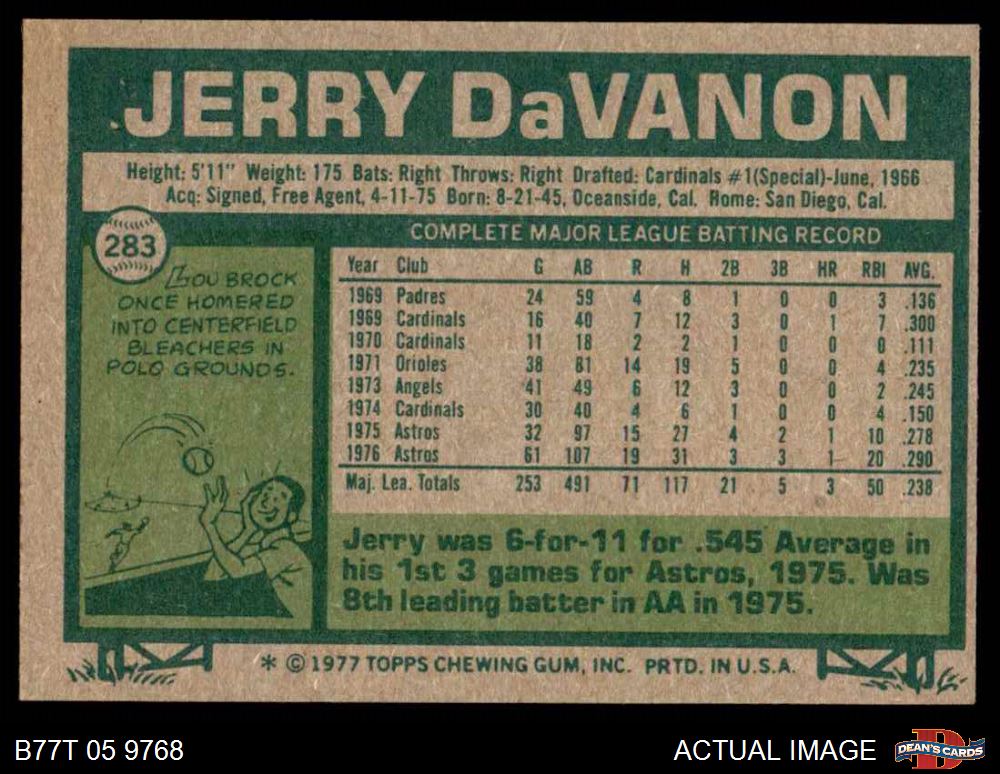 JERRY DaVANON
Height: 5'11" Weight: 175 Bats: Right Throws: Right Drafted: Cardinals #1(Special)-June, 1966
Acq: Signed, Free Agent, 4-11-75 Born: 8-21-45, Oceanside, Cal. Home: San Diego, Cal.
283
LOU BROCK
ONCE HOMERED
INTO CENTERFIELD
BLEACHERS IN
POLO GROUNDS.
COMPLETE MAJOR LEAGUE BATTING RECORD
Year Club G AB R H 2B 3B HR RBI AVG.
1969 Padres 24 59 4 8 1 0 0 3 .136
1969 Cardinals 16 40 7 12 3 0 1 7 .300
1970 Cardinals 11 18 2 2 1 0 0 0 .111
1971 Orioles 38 81 14 19 5 0 0 4 .235
1973 Angels 41 49 6 12 3 0 0 2 .245
1974 Cardinals 30 40 4 6 1 0 0 4 .150
1975 Astros 32 97 15 27 4 2 1 10 .278
1976 Astros 61 107 19 31 3 3 1 20 .290
Maj. Lea. Totals 253 491 71 117 21 5 3 50 .238
Jerry was 6-for-11 for .545 Average in
his 1st 3 games for Astros, 1975. Was
8th leading batter in AA in 1975.
* © 1977 TOPPS CHEWING GUM, INC. PRTD. IN U.S.A.
B77T 05 9768
ACTUAL IMAGE
D
DEAN'S CARDS